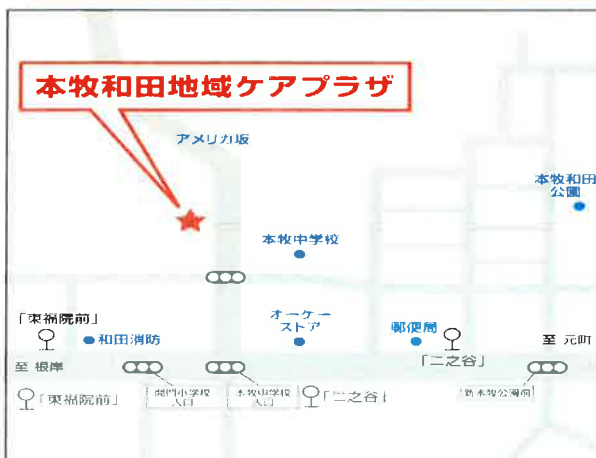 本牧和田地域ケアプラザ
アメリカ坂
本牧和田
公園
本牧中学校
「東福院前」
和田消防
オーケー
ストア
郵便局
「二之谷」
至 元町
至 根岸
「東福院前」
間門小学校
入口
本牧中学校
入口
「二之谷」
新本牧公園前